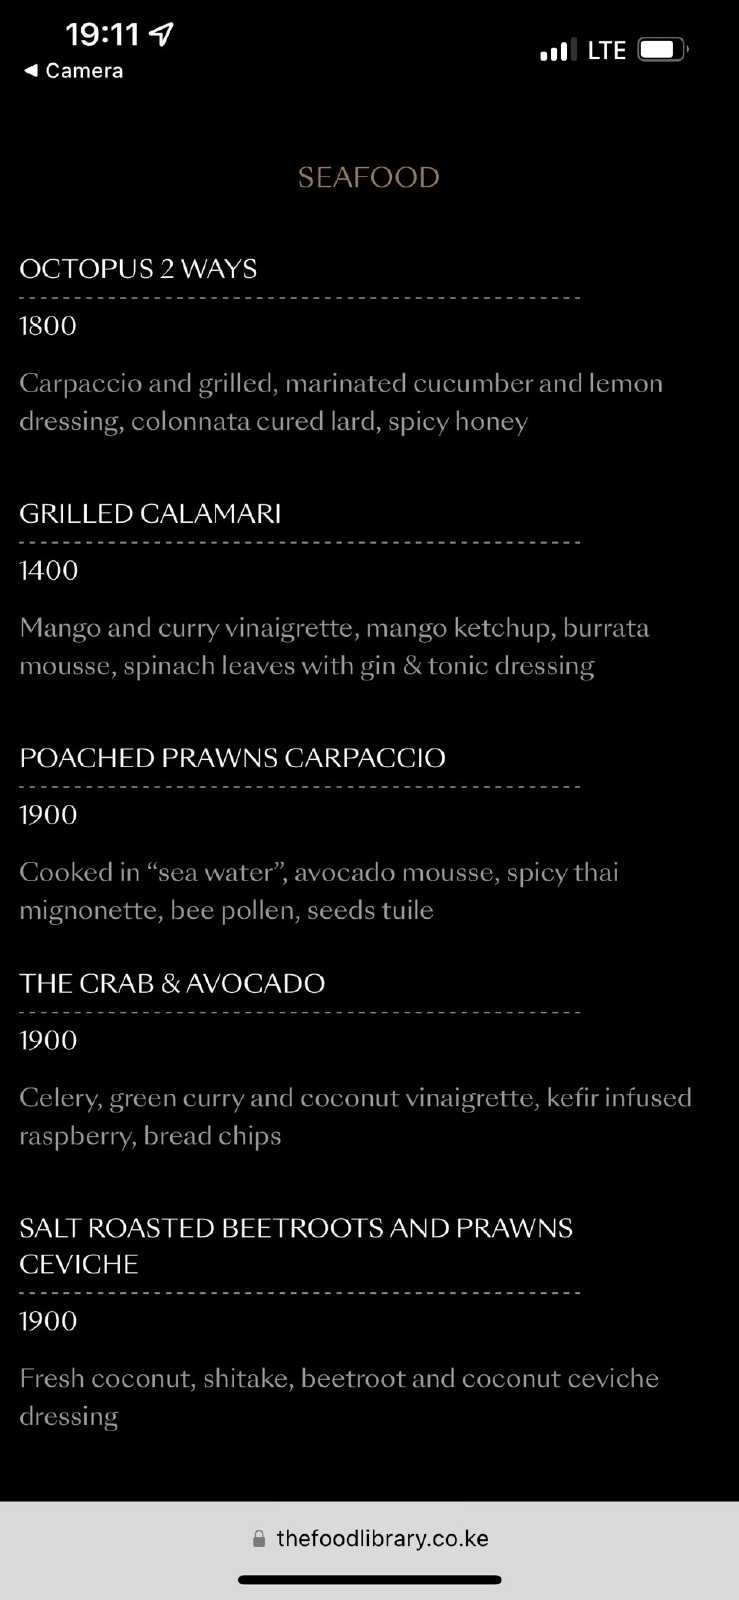 19:11
LTE
◀ Camera
SEAFOOD
OCTOPUS 2 WAYS
1800
Carpaccio and grilled, marinated cucumber and lemon
dressing, colonnata cured lard, spicy honey
GRILLED CALAMARI
1400
Mango and curry vinaigrette, mango ketchup, burrata
mousse, spinach leaves with gin & tonic dressing
POACHED PRAWNS CARPACCIO
1900
Cooked in “sea water”, avocado mousse, spicy thai
mignonette, bee pollen, seeds tuile
THE CRAB & AVOCADO
1900
Celery, green curry and coconut vinaigrette, kefir infused
raspberry, bread chips
SALT ROASTED BEETROOTS AND PRAWNS
CEVICHE
1900
Fresh coconut, shitake, beetroot and coconut ceviche
dressing
thefoodlibrary.co.ke